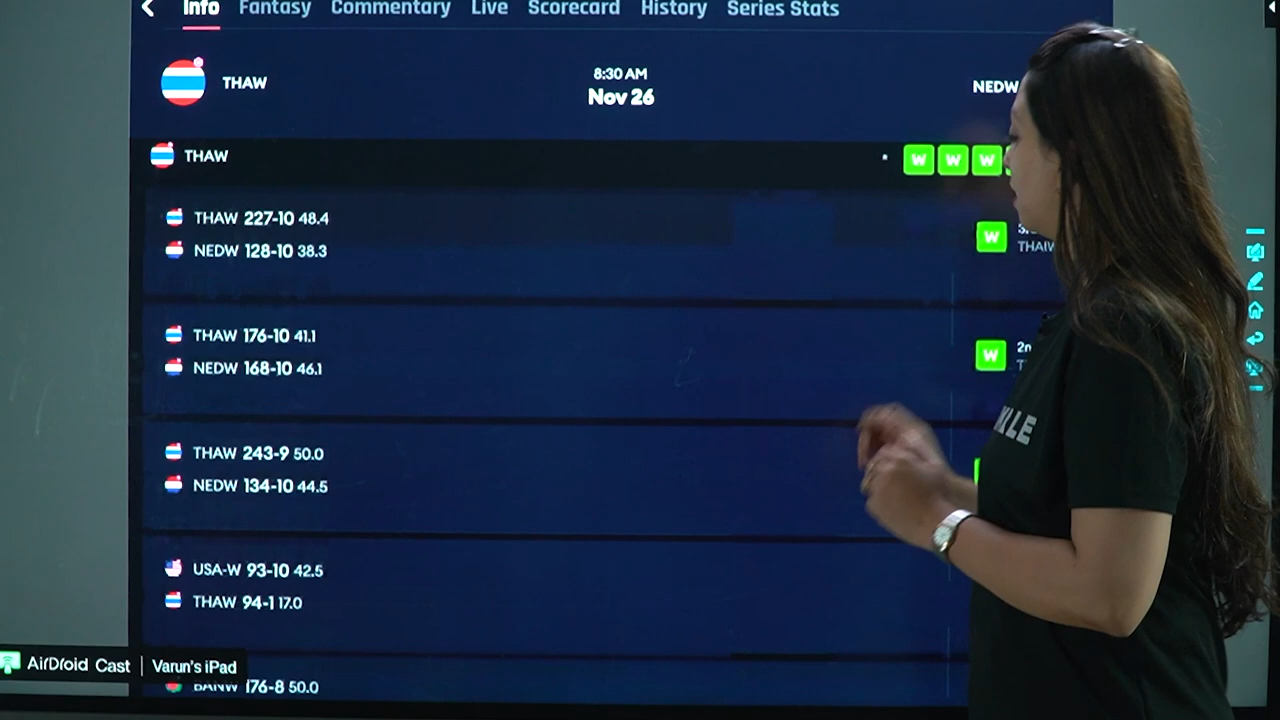 Info Fantasy Commentary Live Scorecard History Series Stats
THAW
8:30 AM
Nov 26
NEDW
THAW
W W W
THAW 227-10 48.4
NEDW 128-10 38.3
W
THAW 176-10 41.1
NEDW 168-10 46.1
W
THAW 243-9 50.0
NEDW 134-10 44.5
USA-W 93-10 42.5
THAW 94-1 17.0
BANW 176-8 50.0
AirDroid Cast | Varun's iPad